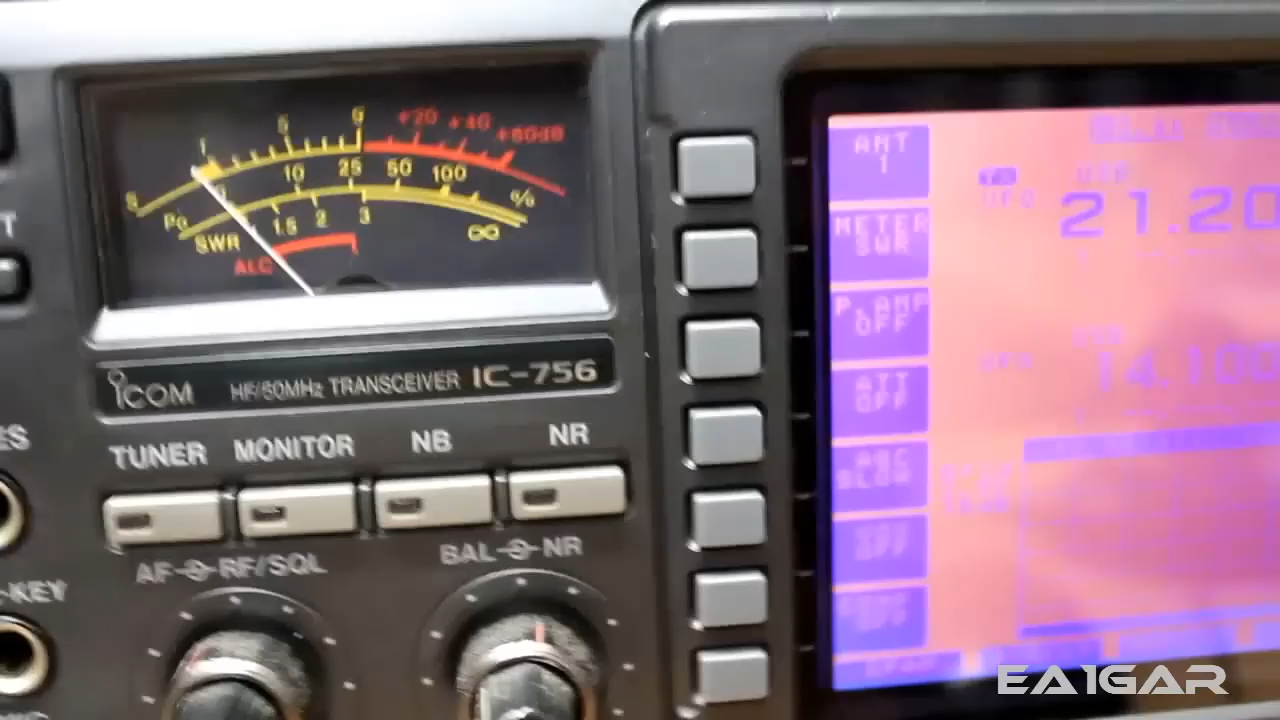 1 5 9 +20 +40 +60dB
S
10 25 50 100 %
Po
1.5 2 3 ∞
SWR
ALC
ICOM HF/50MHz TRANSCEIVER IC-756
TUNER MONITOR NB NR
AF RF/SQL
BAL NR
-KEY
ANT
1
METER
SWR
P.AMP
OFF
ATT
OFF
TX
VFO
21.20
14.100
EA1GAR